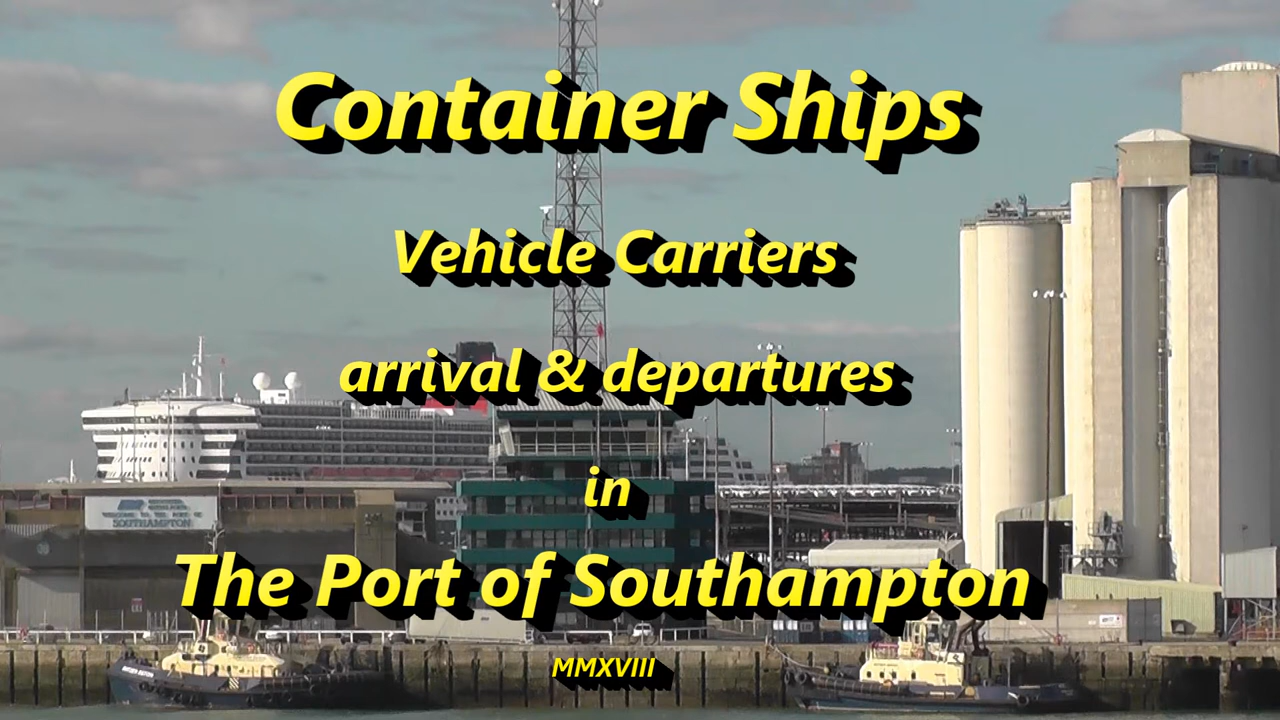 Container Ships
Vehicle Carriers
arrival & departures
in
SOUTHAMPTON
The Port of Southampton
MMXVIII